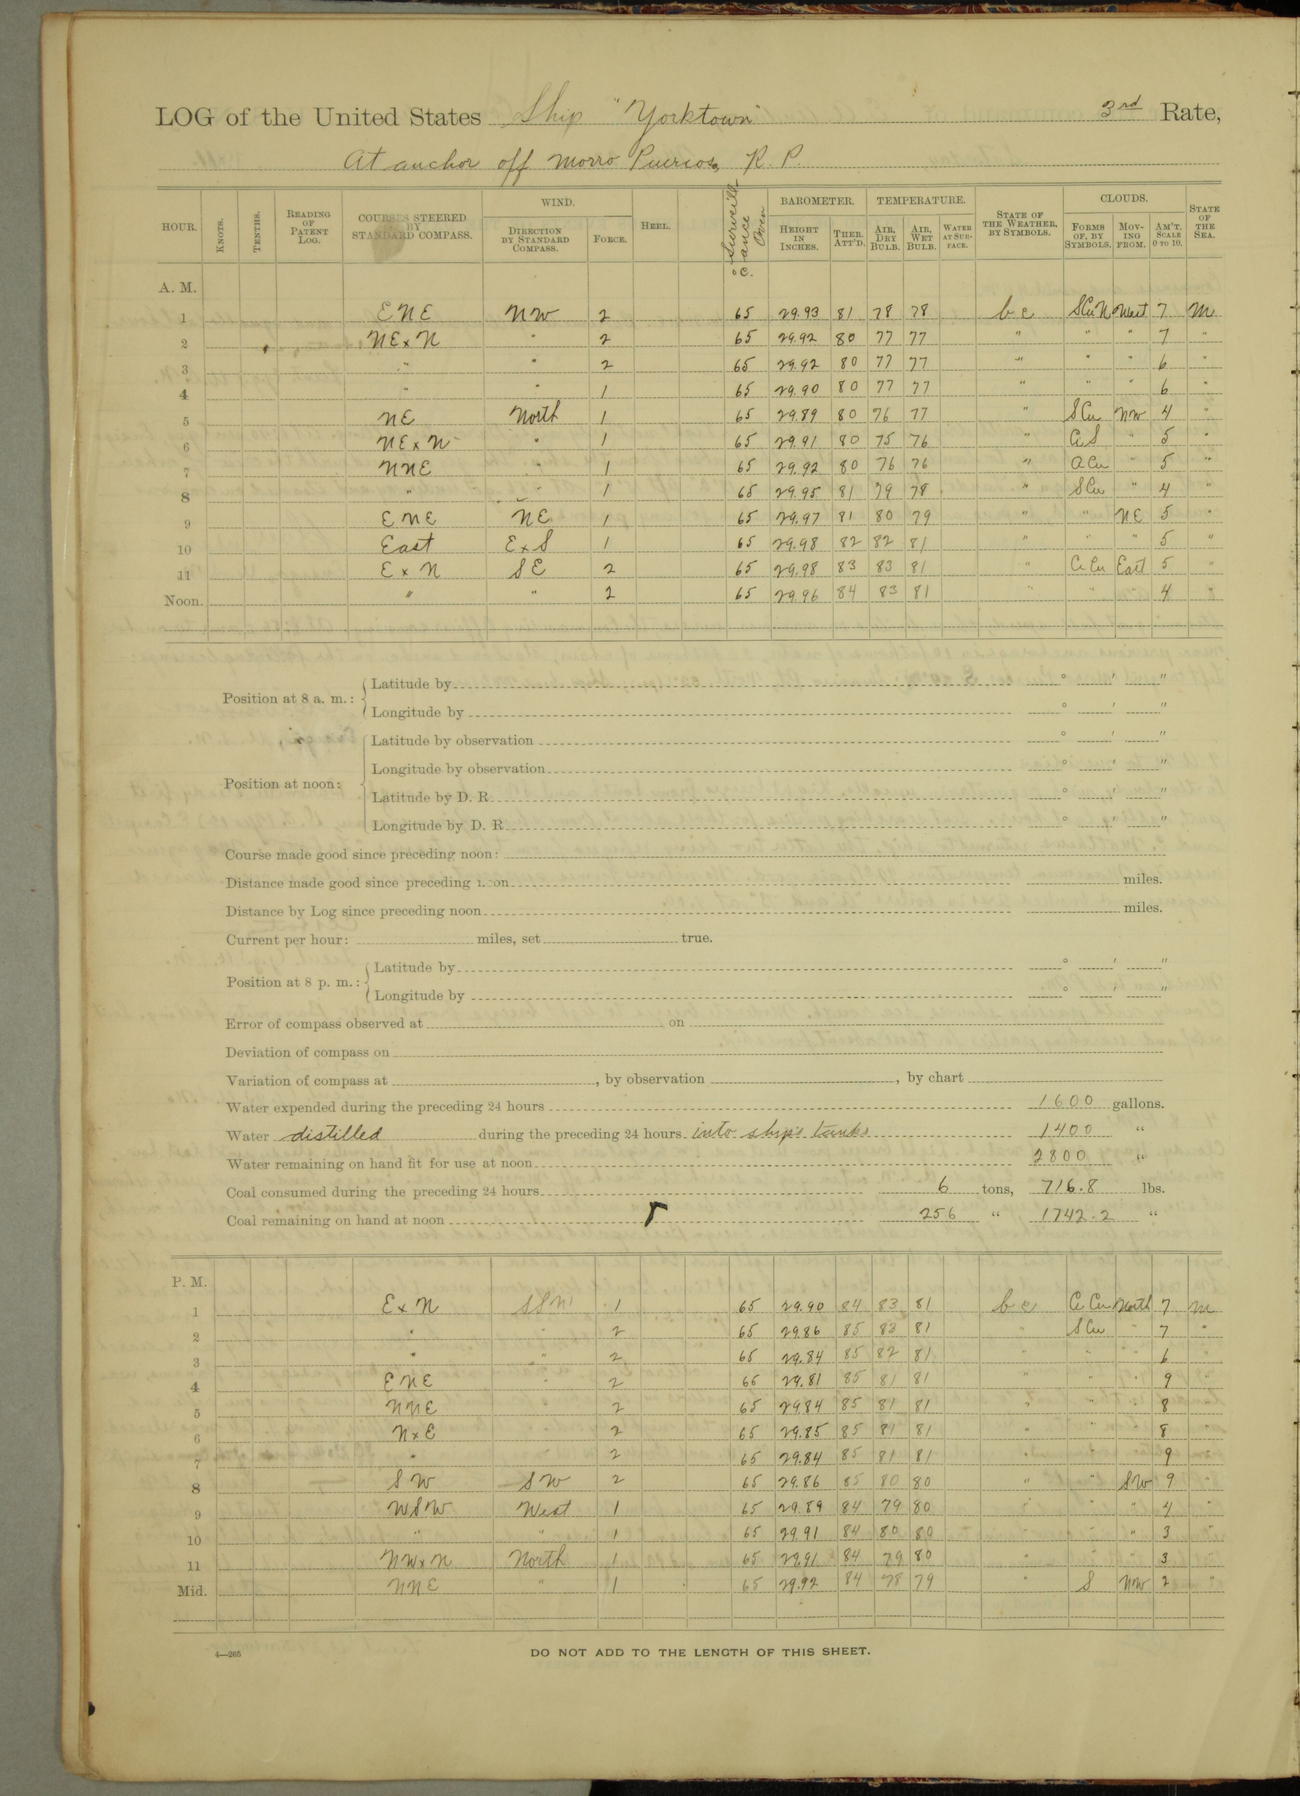 LOG of the United States Ship "Yorktown" 3rd Rate,
At anchor off Morro Puercos, R. P.
HOUR. KNOTS. TENTHS. READING OF PATENT LOG. COURSES STEERED BY STANDARD COMPASS. WIND. DIRECTION BY STANDARD COMPASS. FORCE. HEEL. Surveillance Oven °C. BAROMETER. HEIGHT IN INCHES. THER. ATT'D. TEMPERATURE. AIR, DRY BULB. AIR, WET BULB. WATER AT SURFACE. STATE OF THE WEATHER, BY SYMBOLS. CLOUDS. FORMS OF, BY SYMBOLS. MOVING FROM. AM'T. SCALE 0 TO 10. STATE OF THE SEA.
A. M.
1 ENE NW 2 65 29.93 81 78 78 bc SCuN West 7 M
2 NExN " 2 65 29.92 80 77 77 " " " 7 "
3 " " 2 65 29.92 80 77 77 " " " 6 "
4 " " 1 65 29.90 80 77 77 " " " 6 "
5 NE North 1 65 29.89 80 76 77 " SCu NW 4 "
6 NExN " 1 65 29.91 80 75 76 " CiS " 5 "
7 NNE " 1 65 29.92 80 76 76 " ACu " 5 "
8 " " 1 65 29.95 81 79 78 " SCu " 4 "
9 ENE NE 1 65 29.97 81 80 79 " " NE 5 "
10 East ExS 1 65 29.98 82 82 81 " " " 5 "
11 ExN SE 2 65 29.98 83 83 81 " CiCu East 5 "
Noon. " " 2 65 29.96 84 83 81 " " " 4 "
Position at 8 a. m.: Latitude by ° ′ ″
Longitude by ° ′ ″
Position at noon: Latitude by observation ° ′ ″
Longitude by observation ° ′ ″
Latitude by D. R. ° ′ ″
Longitude by D. R. ° ′ ″
Course made good since preceding noon:
Distance made good since preceding noon miles.
Distance by Log since preceding noon miles.
Current per hour: miles, set true.
Position at 8 p. m.: Latitude by ° ′ ″
Longitude by ° ′ ″
Error of compass observed at on
Deviation of compass on
Variation of compass at , by observation , by chart
Water expended during the preceding 24 hours 1600 gallons.
Water distilled during the preceding 24 hours into ship's tanks 1400 "
Water remaining on hand fit for use at noon 2800 "
Coal consumed during the preceding 24 hours 6 tons, 716.8 lbs.
Coal remaining on hand at noon 256 " 1742.2 "
P. M.
1 ExN SSW 1 65 29.90 84 83 81 bc CiCu North 7 M
2 " " 2 65 29.86 85 83 81 " SCu " 7 "
3 " " 2 65 29.84 85 82 81 " " " 6 "
4 ENE " 2 65 29.81 85 81 81 " " " 9 "
5 NNE " 2 65 29.84 85 81 81 " " " 8 "
6 NxE " 2 65 29.85 85 81 81 " " " 8 "
7 " " 2 65 29.84 85 81 81 " " " 9 "
8 SW SW 2 65 29.86 85 80 80 " " SW 9 "
9 WSW West 1 65 29.89 84 79 80 " " " 4 "
10 " " 1 65 29.91 84 80 80 " " " 3 "
11 NWxN North 1 65 29.91 84 79 80 " " " 3 "
Mid. NNE " 1 65 29.92 84 78 79 " S NW 2 "
4—265 DO NOT ADD TO THE LENGTH OF THIS SHEET.